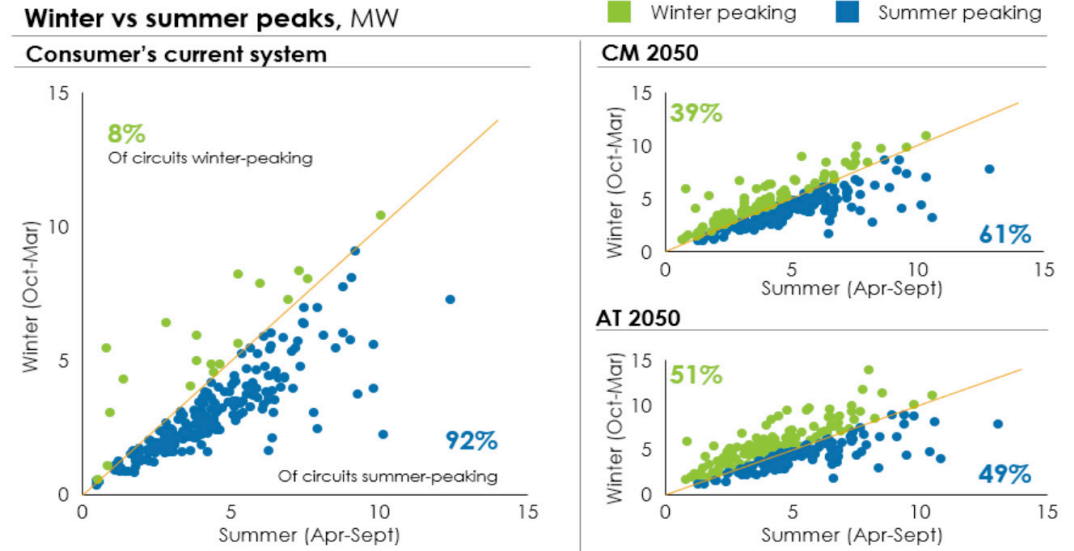 Winter vs summer peaks, MW
Winter peaking
Summer peaking
Consumer's current system
15
10
5
0
Winter (Oct-Mar)
8%
Of circuits winter-peaking
92%
Of circuits summer-peaking
0
5
10
15
Summer (Apr-Sept)
CM 2050
15
10
5
0
Winter (Oct-Mar)
39%
61%
0
5
10
15
Summer (Apr-Sept)
AT 2050
15
10
5
0
Winter (Oct-Mar)
51%
49%
0
5
10
15
Summer (Apr-Sept)